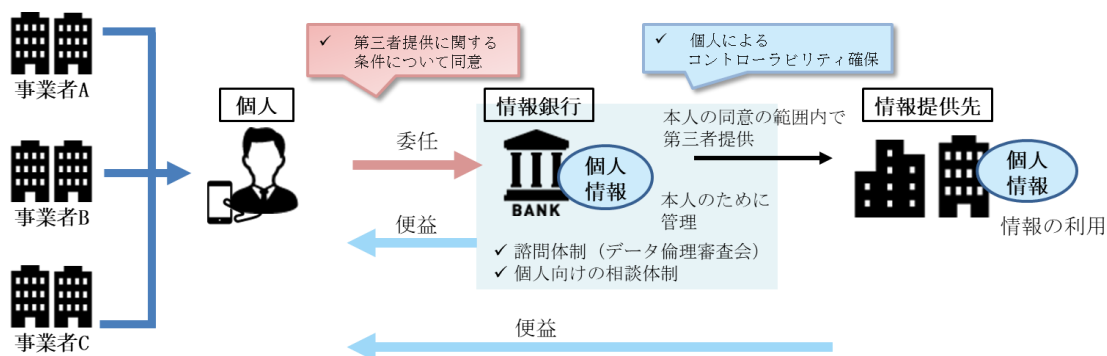 事業者A
事業者B
事業者C
個人
✓ 第三者提供に関する
条件について同意
委任
便益
情報銀行
BANK
個人
情報
✓ 個人による
コントローラビリティ確保
本人の同意の範囲内で
第三者提供
本人のために
管理
✓ 諮問体制（データ倫理審査会）
✓ 個人向けの相談体制
情報提供先
個人
情報
情報の利用
便益